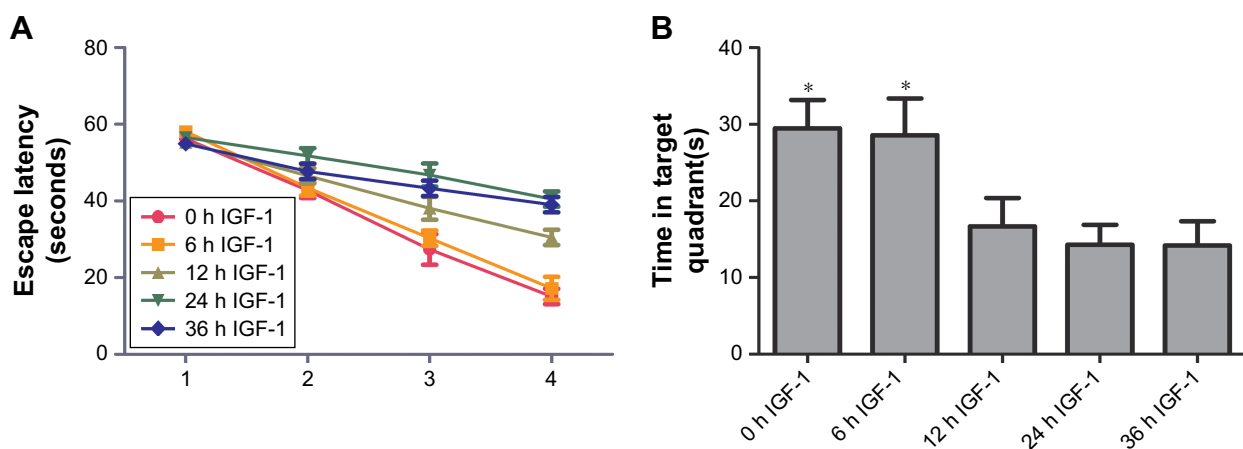 A
Escape latency
(seconds)
80
60
40
20
0
0 h IGF-1
6 h IGF-1
12 h IGF-1
24 h IGF-1
36 h IGF-1
1 2 3 4
B
Time in target
quadrant(s)
40
30
20
10
0
* *
0 h IGF-1
6 h IGF-1
12 h IGF-1
24 h IGF-1
36 h IGF-1